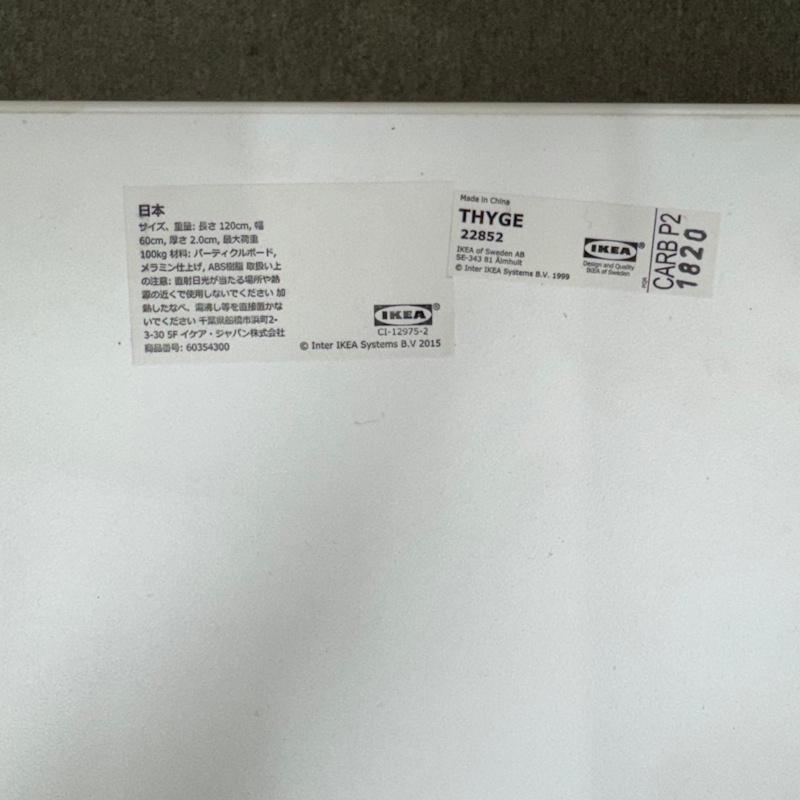 日本
サイズ、重量: 長さ 120cm, 幅
60cm, 厚さ 2.0cm, 最大荷重
100kg 材料: パーティクルボード,
メラミン仕上げ, ABS樹脂 取扱い上
の注意: 直射日光が当たる場所や熱
源の近くで使用しないでください 加
熱したなべ、湯沸し等を直接置かな
いでください 千葉県船橋市浜町2-
3-30 5F イケア・ジャパン株式会社
商品番号: 60354300
IKEA®
CI-12975-2
© Inter IKEA Systems B.V 2015
Made in China
THYGE
22852
IKEA of Sweden AB
SE-343 81 Älmhult
© Inter IKEA Systems B.V. 1999
IKEA®
Design and Quality
IKEA of Sweden
CARB P2
1820